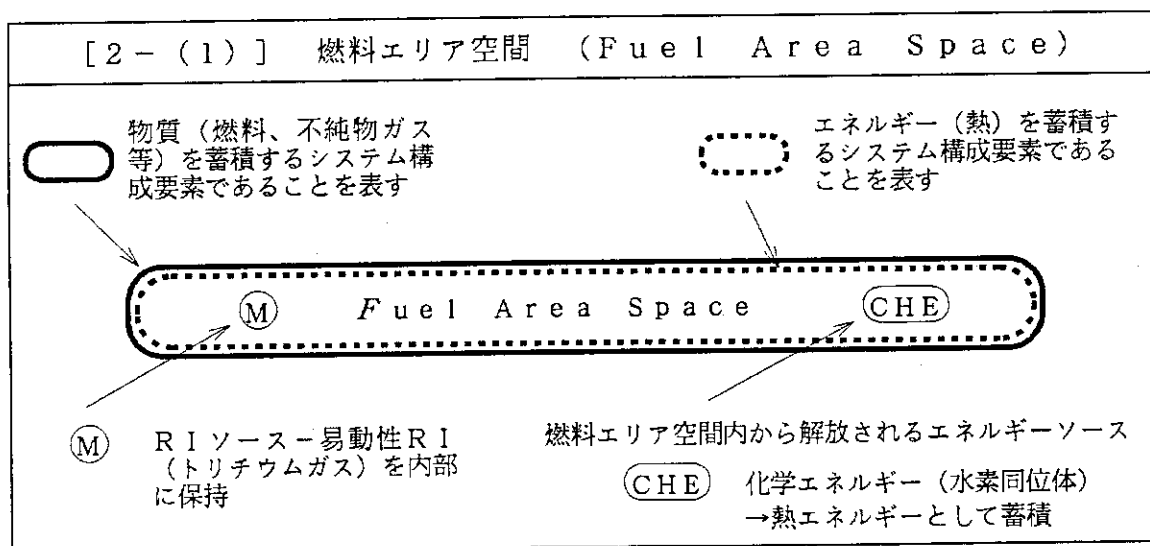 [2-(1)] 燃料エリア空間 (Fuel Area Space)
物質(燃料、不純物ガス
等)を蓄積するシステム構
成要素であることを表す
エネルギー(熱)を蓄積す
るシステム構成要素である
ことを表す
M Fuel Area Space CHE
M RIソース-易動性RI
(トリチウムガス)を内部
に保持
燃料エリア空間内から解放されるエネルギーソース
CHE 化学エネルギー(水素同位体)
→熱エネルギーとして蓄積